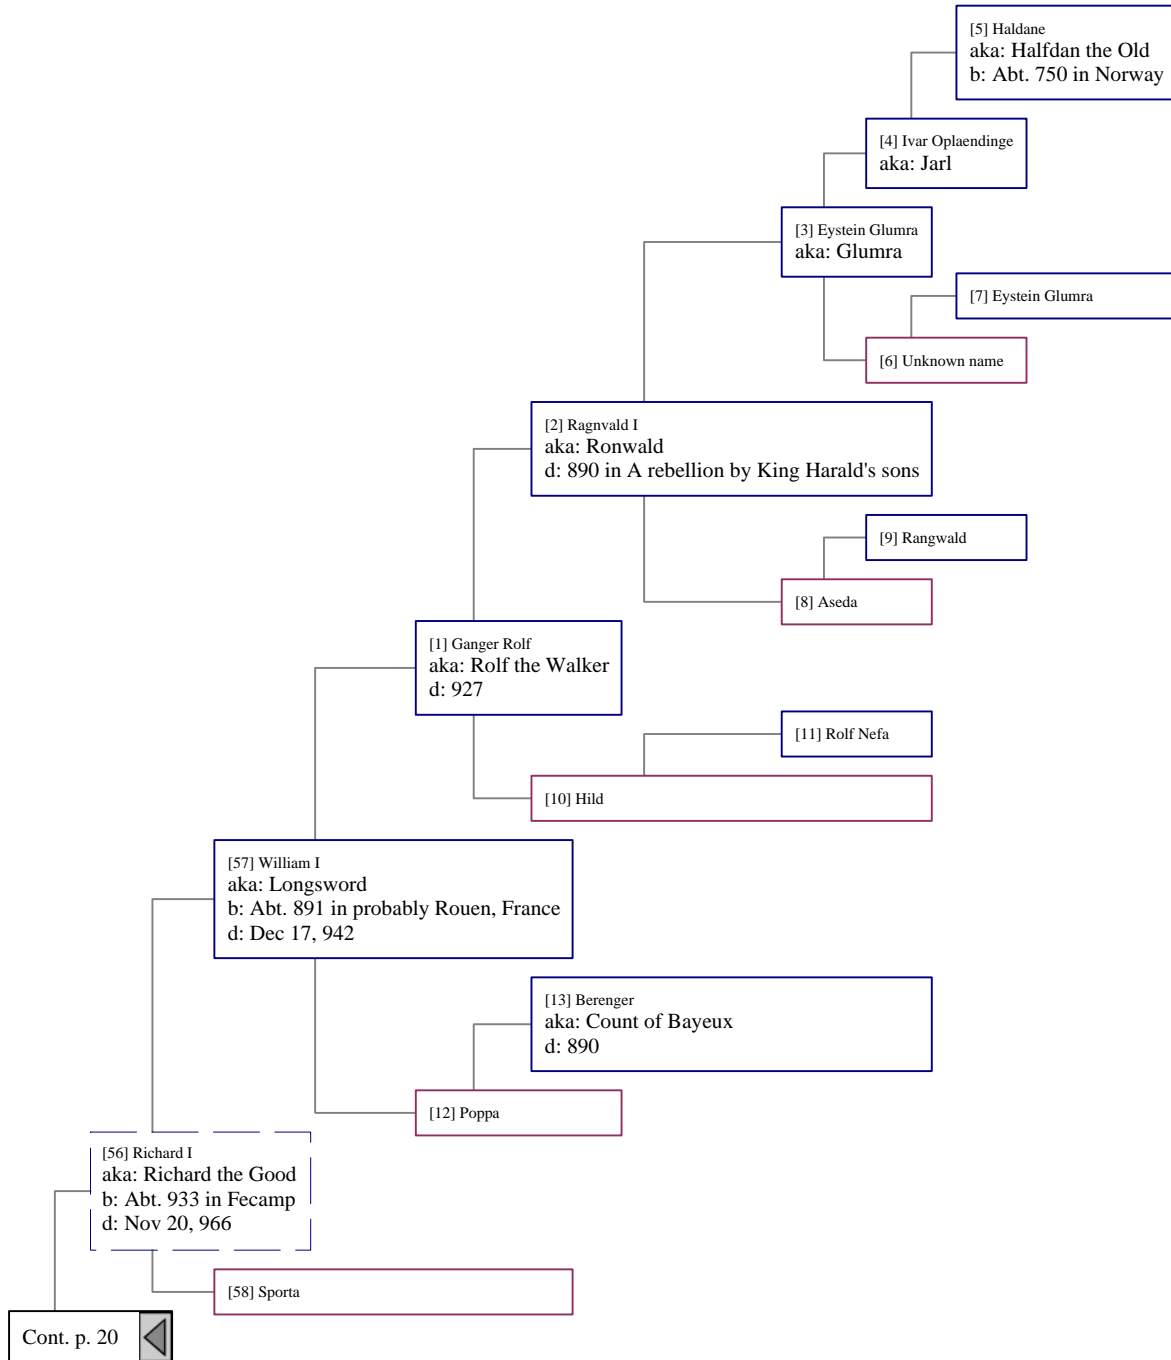 [5] Haldane
aka: Halfdan the Old
b: Abt. 750 in Norway
[4] Ivar Oplaendinge
aka: Jarl
[3] Eystein Glumra
aka: Glumra
[7] Eystein Glumra
[6] Unknown name
[2] Ragnvald I
aka: Ronwald
d: 890 in A rebellion by King Harald's sons
[9] Rangwald
[8] Aseda
[1] Ganger Rolf
aka: Rolf the Walker
d: 927
[11] Rolf Nefa
[10] Hild
[57] William I
aka: Longsword
b: Abt. 891 in probably Rouen, France
d: Dec 17, 942
[13] Berenger
aka: Count of Bayeux
d: 890
[12] Poppa
[56] Richard I
aka: Richard the Good
b: Abt. 933 in Fecamp
d: Nov 20, 966
[58] Sporta
Cont. p. 20